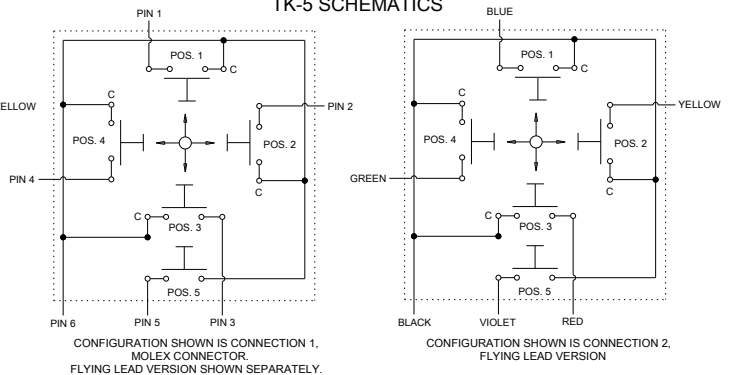 TK-5 SCHEMATICS
PIN 1
POS. 1
C
C
POS. 4
PIN 2
POS. 2
C
PIN 4
C
POS. 3
POS. 5
PIN 6
PIN 5
PIN 3
CONFIGURATION SHOWN IS CONNECTION 1,
MOLEX CONNECTOR.
FLYING LEAD VERSION SHOWN SEPARATELY.
ELLOW
BLUE
POS. 1
C
C
POS. 4
YELLOW
POS. 2
C
GREEN
C
POS. 3
POS. 5
BLACK
VIOLET
RED
CONFIGURATION SHOWN IS CONNECTION 2,
FLYING LEAD VERSION